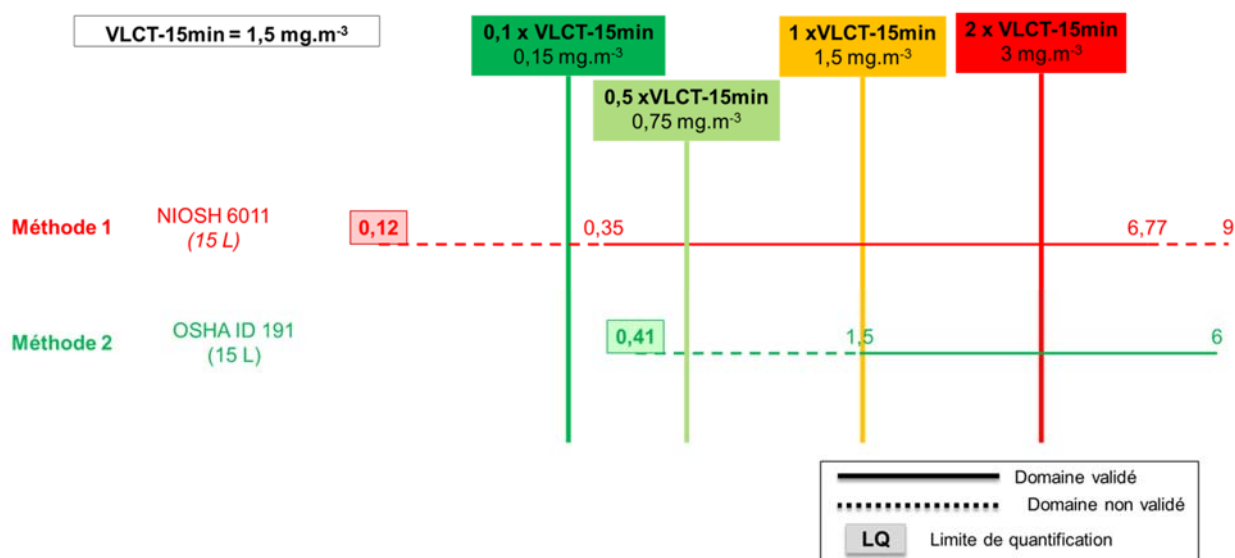 VLCT-15min = 1,5 mg.m-3
0,1 x VLCT-15min
0,15 mg.m-3
1 xVLCT-15min
1,5 mg.m-3
2 x VLCT-15min
3 mg.m-3
0,5 xVLCT-15min
0,75 mg.m-3
Méthode 1
NIOSH 6011
(15 L)
0,12
0,35
6,77
9
Méthode 2
OSHA ID 191
(15 L)
0,41
1,5
6
Domaine validé
Domaine non validé
LQ Limite de quantification